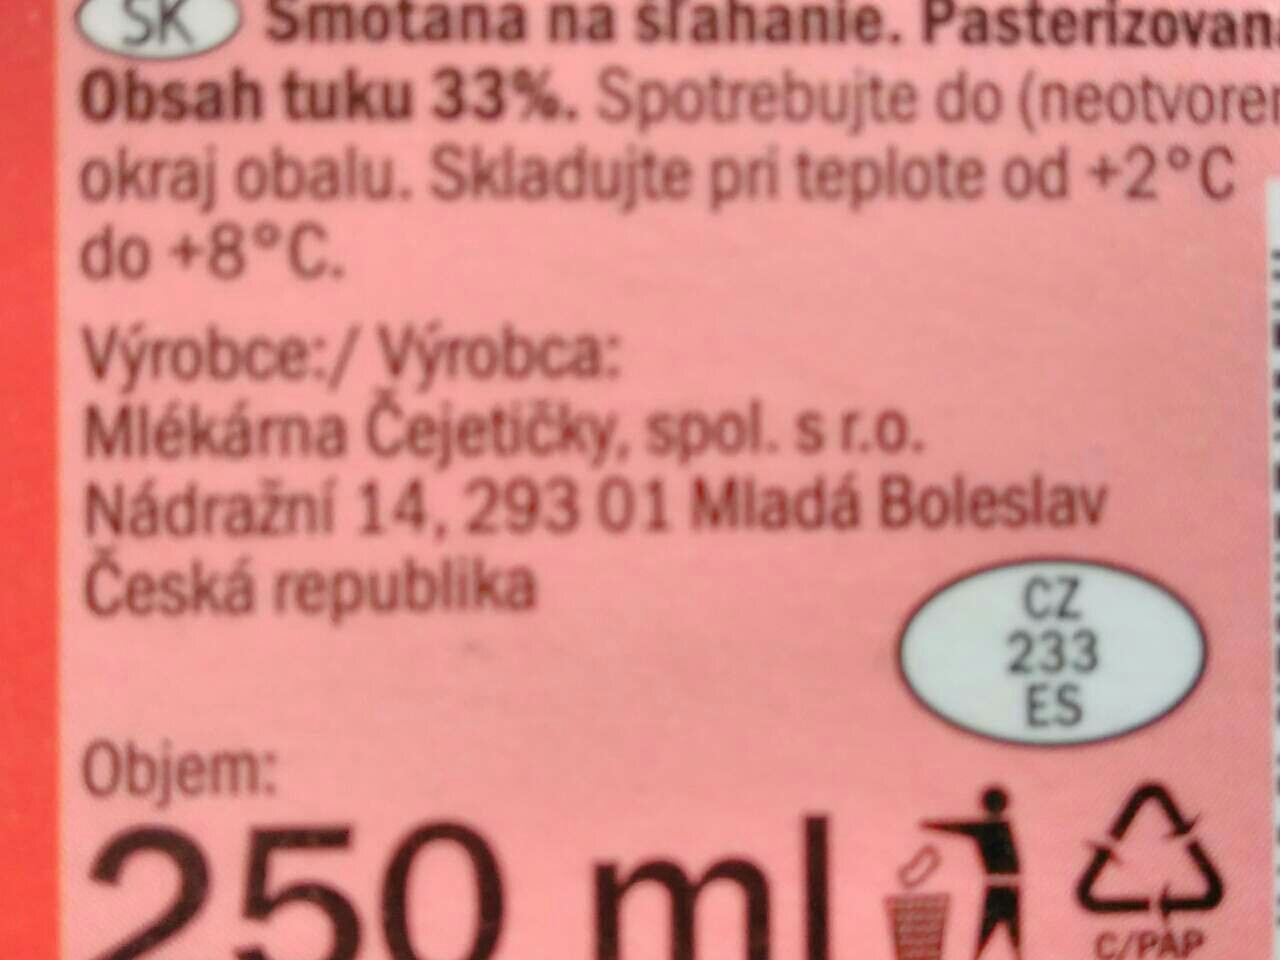 SK Smotana na šľahanie. Pasterizovaná
Obsah tuku 33%. Spotrebujte do (neotvoren
okraj obalu. Skladujte pri teplote od +2°C
do +8°C.
Výrobce:/ Výrobca:
Mlékárna Čejetičky, spol. s r.o.
Nádražní 14, 293 01 Mladá Boleslav
Česká republika
CZ
233
ES
Objem:
250 ml
C/PAP